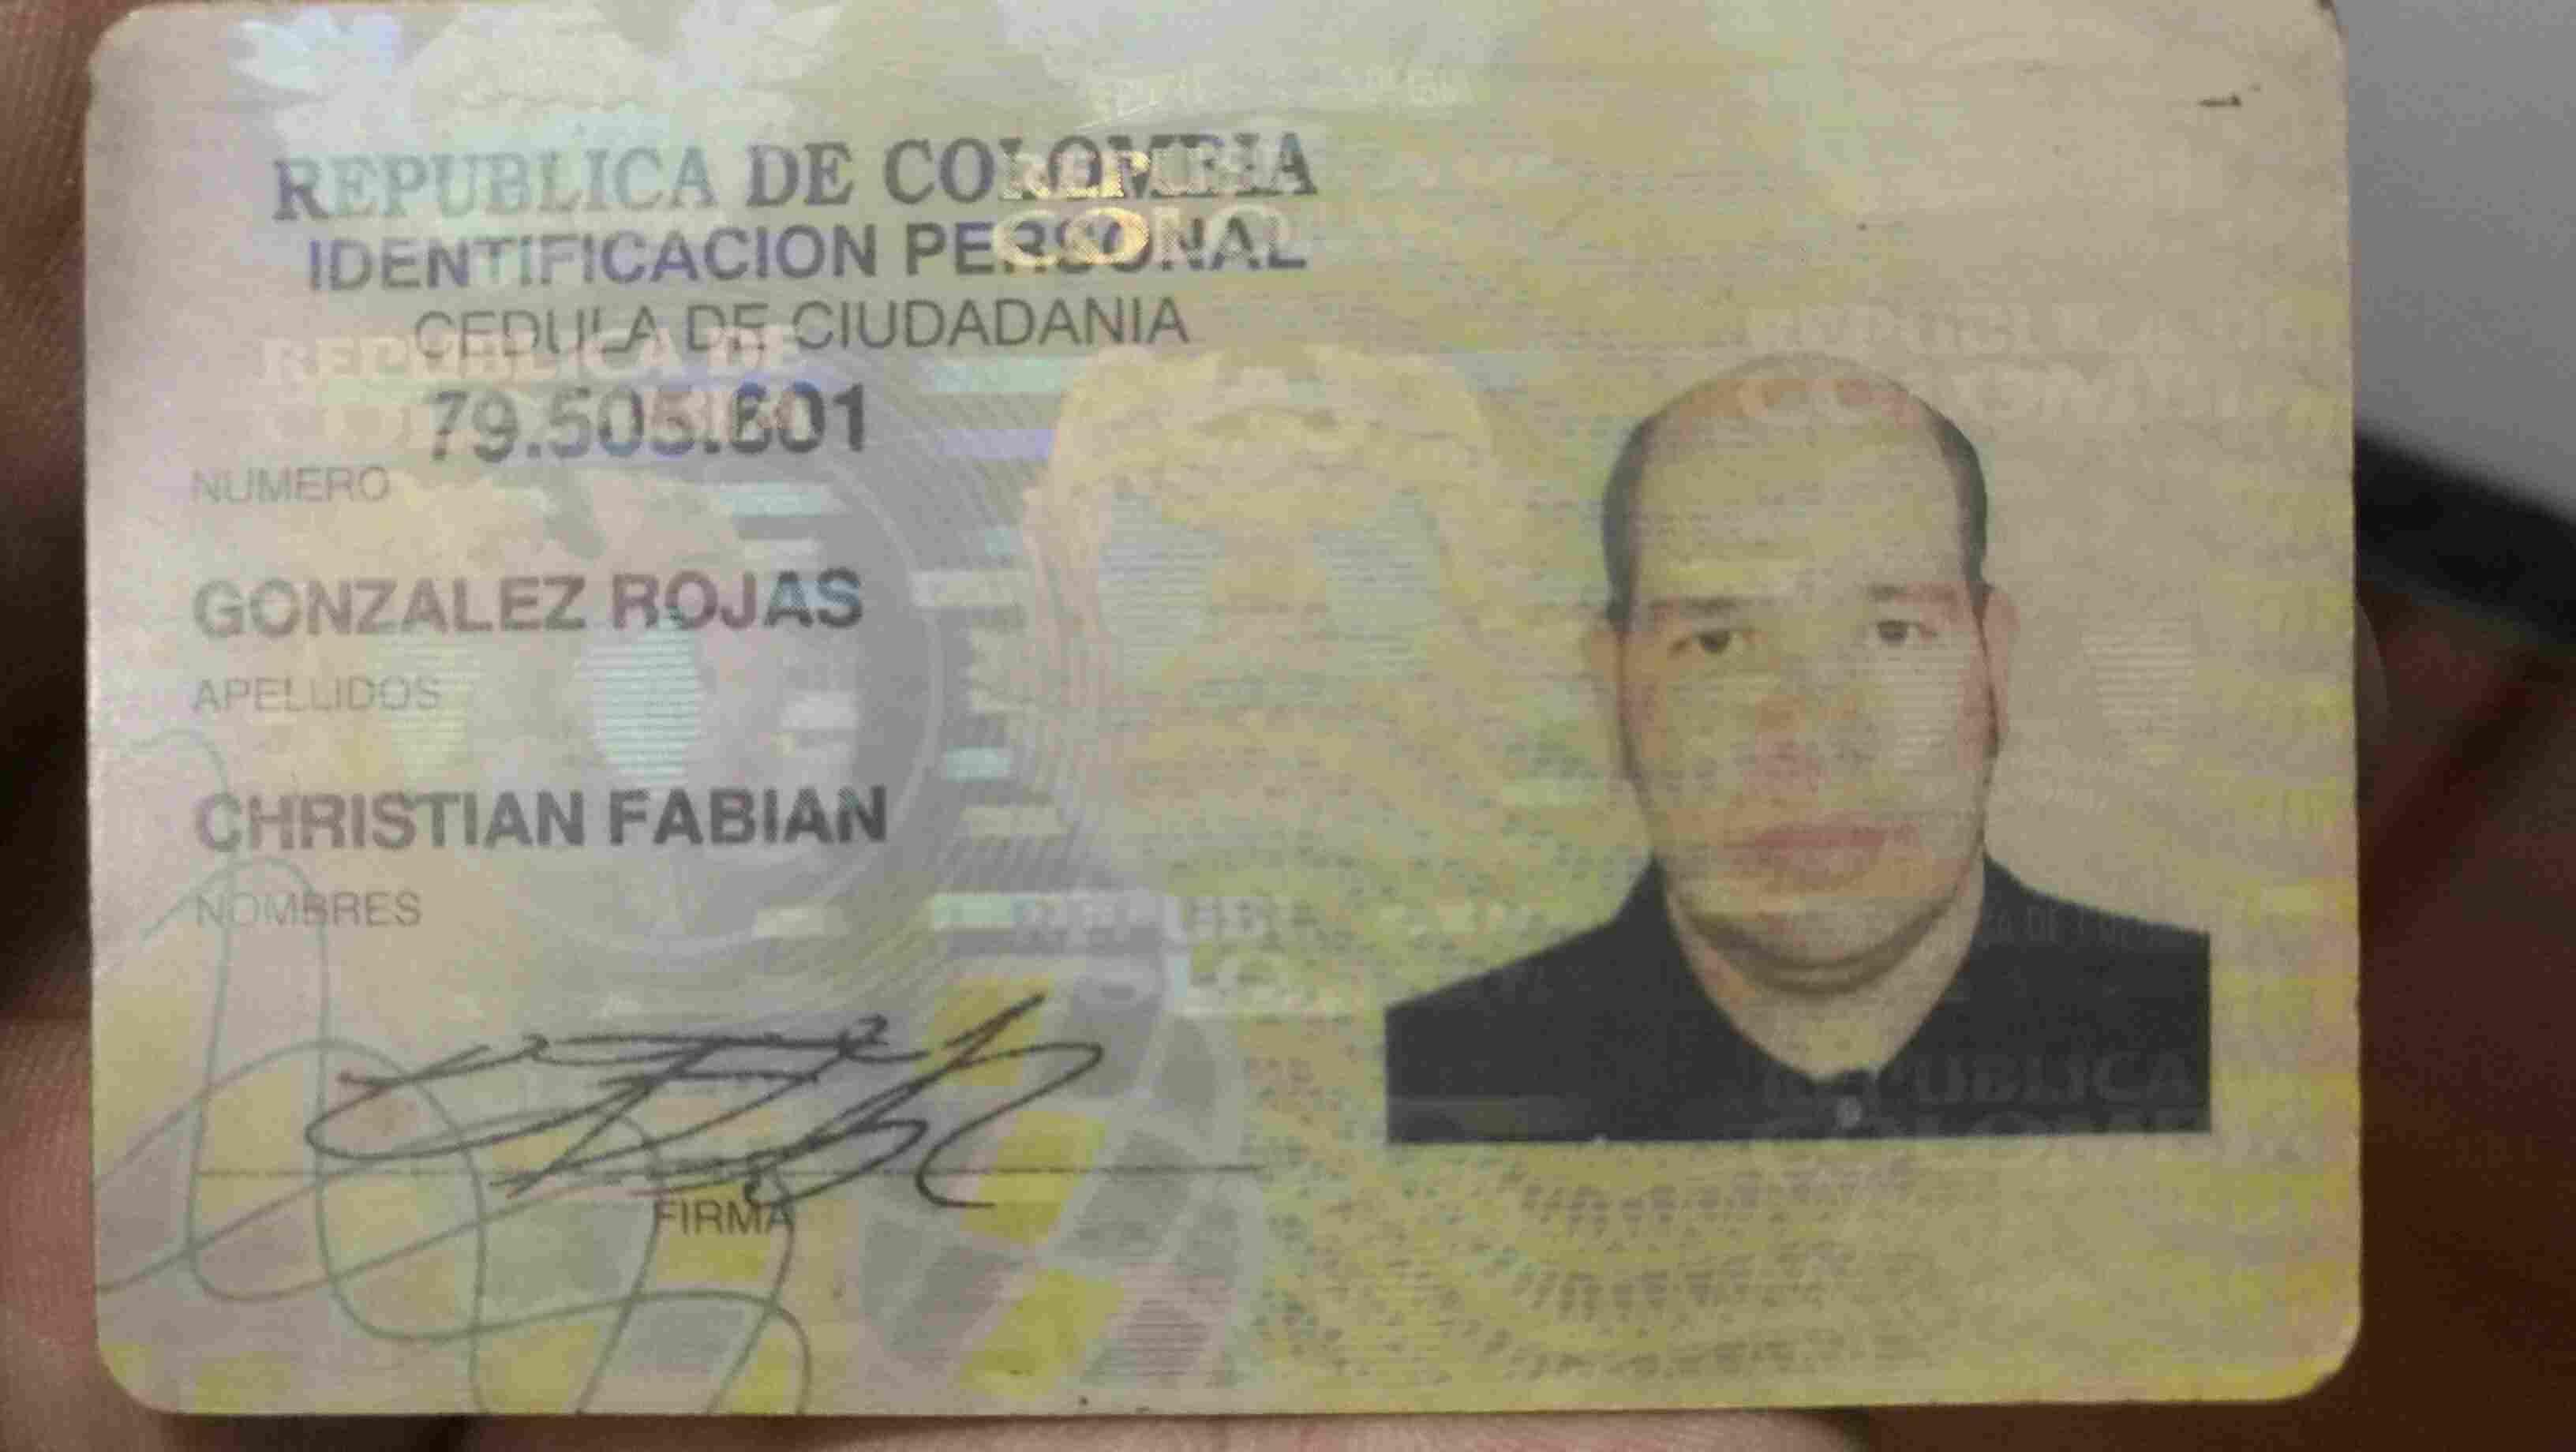 REPUBLICA DE COLOMBIA
IDENTIFICACION PERSONAL
CEDULA DE CIUDADANIA
79.505.601
NUMERO
GONZALEZ ROJAS
APELLIDOS
CHRISTIAN FABIAN
NOMBRES
FIRMA